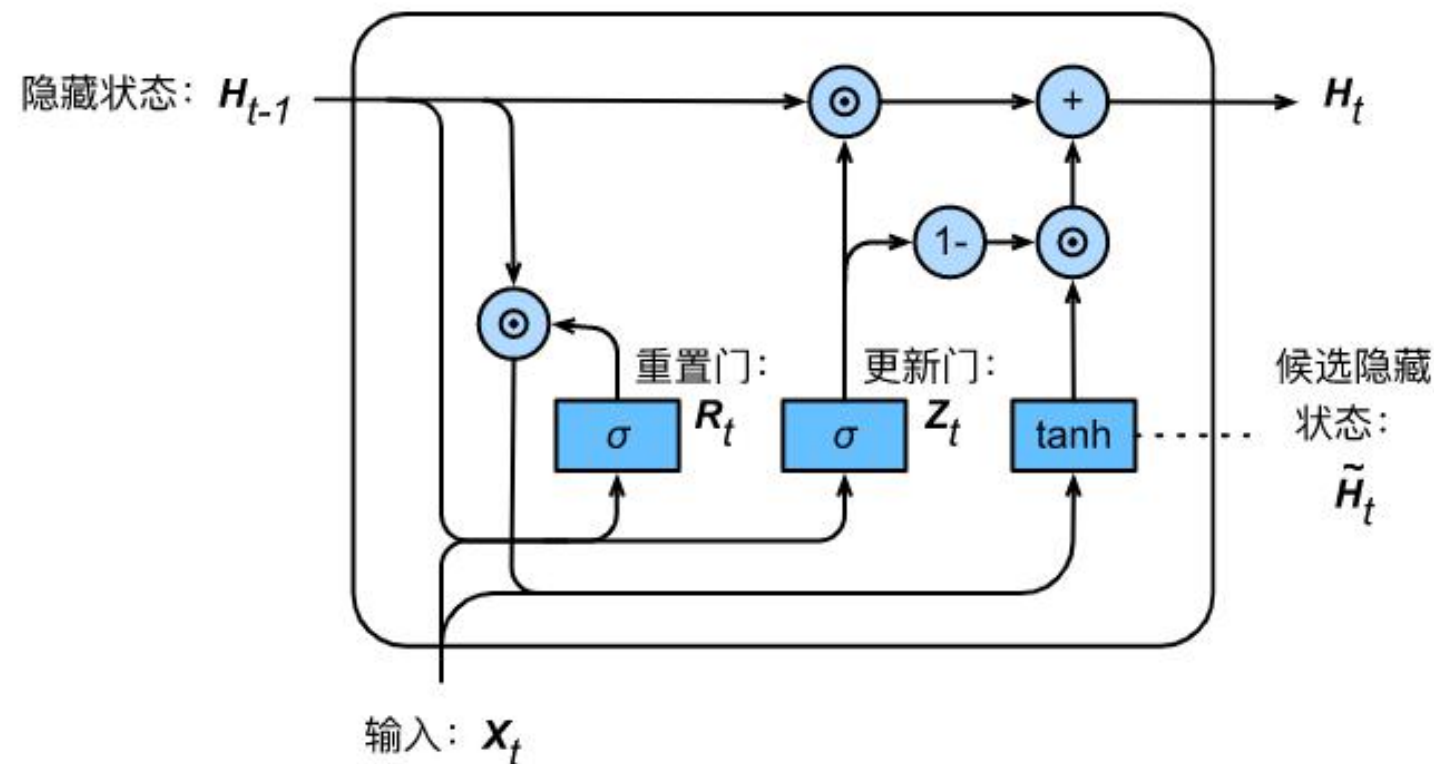 隐藏状态：H_{t-1}
⊙
+
H_t
1-
⊙
⊙
重置门：
R_t
更新门：
Z_t
候选隐藏
状态：
H̃_t
σ
σ
tanh
输入：X_t